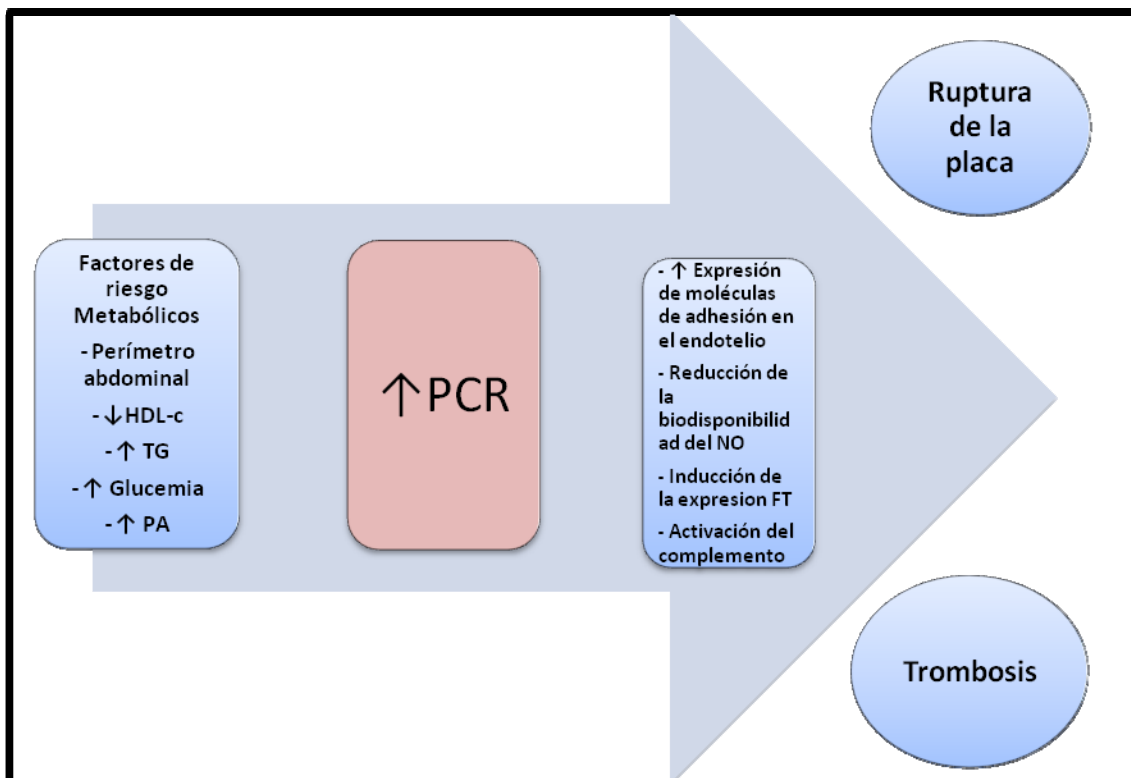 Factores de
riesgo
Metabólicos
- Perímetro
abdominal
- ↓HDL-c
- ↑ TG
- ↑ Glucemia
- ↑ PA
↑PCR
- ↑ Expresión
de moléculas
de adhesión en
el endotelio
- Reducción de
la
biodisponibilid
ad del NO
- Inducción de
la expresion FT
- Activación del
complemento
Ruptura
de la
placa
Trombosis